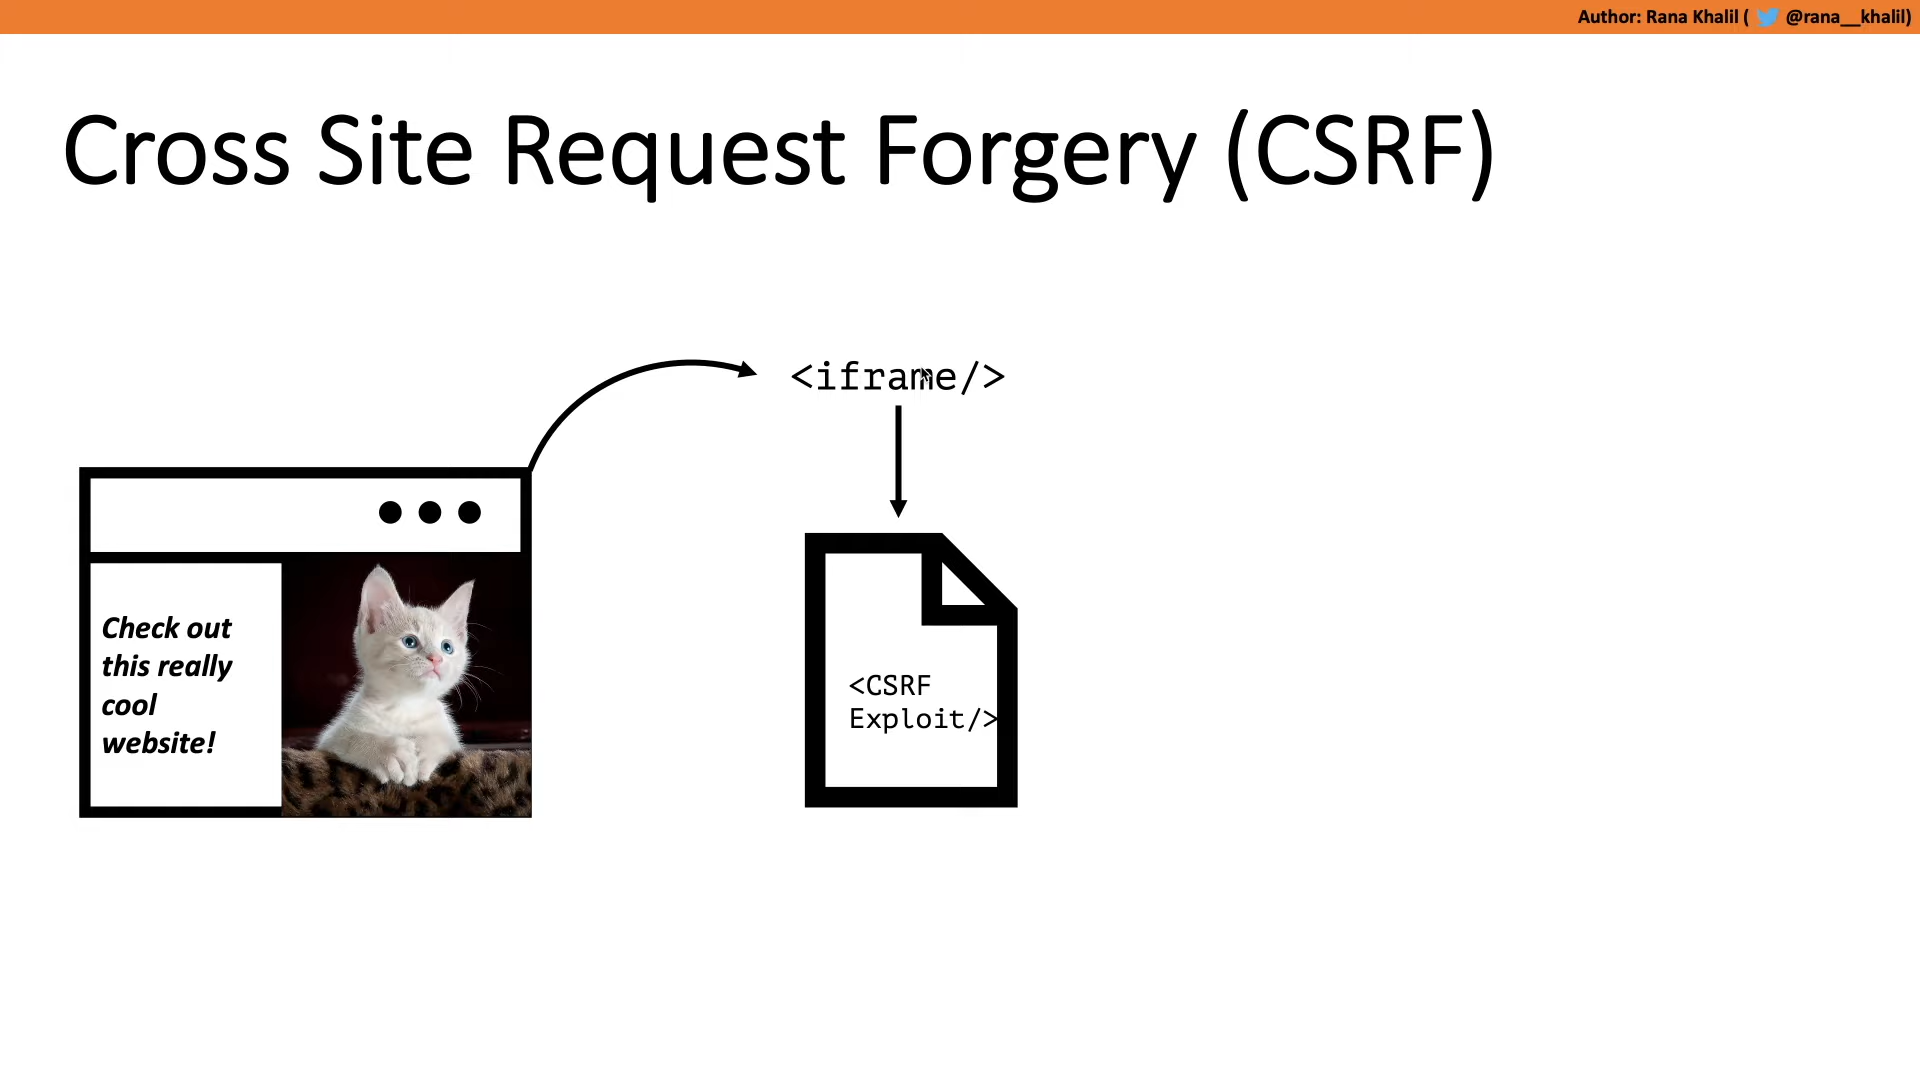 Author: Rana Khalil ( @rana__khalil)
Cross Site Request Forgery (CSRF)
<iframe/>
Check out
this really
cool
website!
<CSRF
Exploit/>